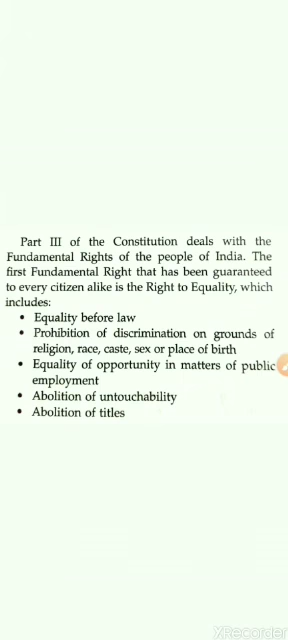 Part III of the Constitution deals with the
Fundamental Rights of the people of India. The
first Fundamental Right that has been guaranteed
to every citizen alike is the Right to Equality, which
includes:
• Equality before law
• Prohibition of discrimination on grounds of
religion, race, caste, sex or place of birth
• Equality of opportunity in matters of public
employment
• Abolition of untouchability
• Abolition of titles
XRecorder